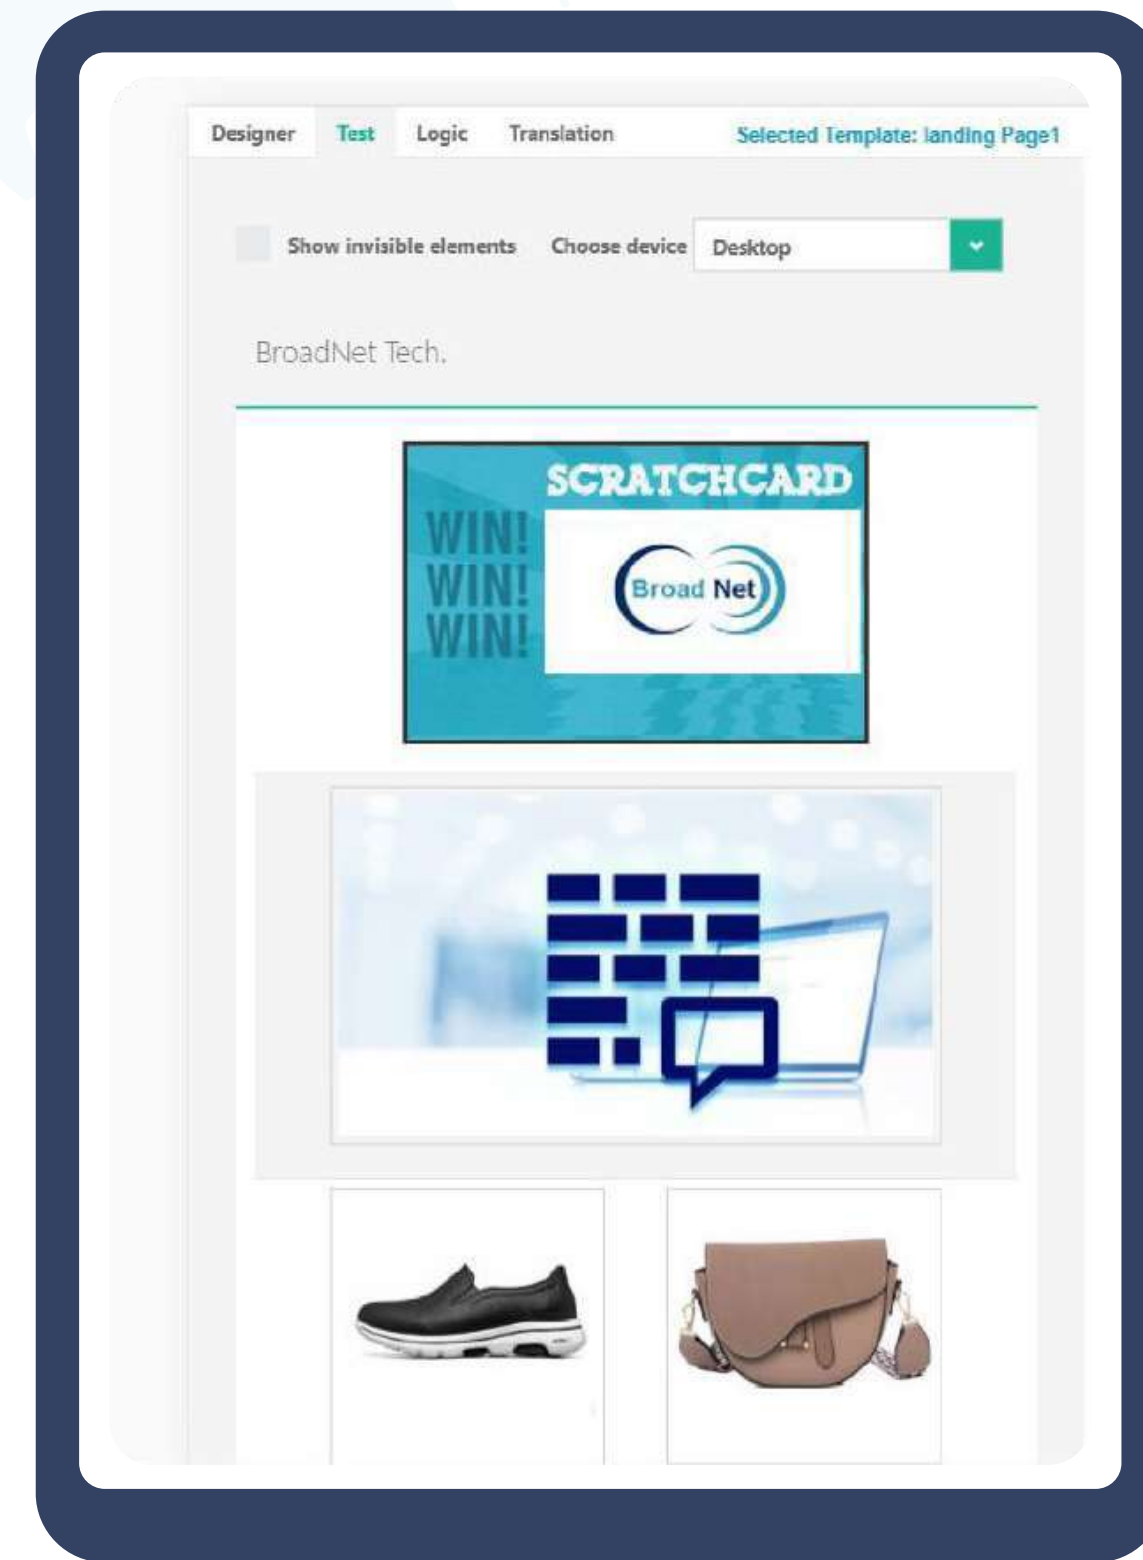 Designer Test Logic Translation Selected Template: landing Page1
Show invisible elements Choose device Desktop
BroadNet Tech.
SCRATCHCARD
WIN!
WIN!
WIN!
Broad Net